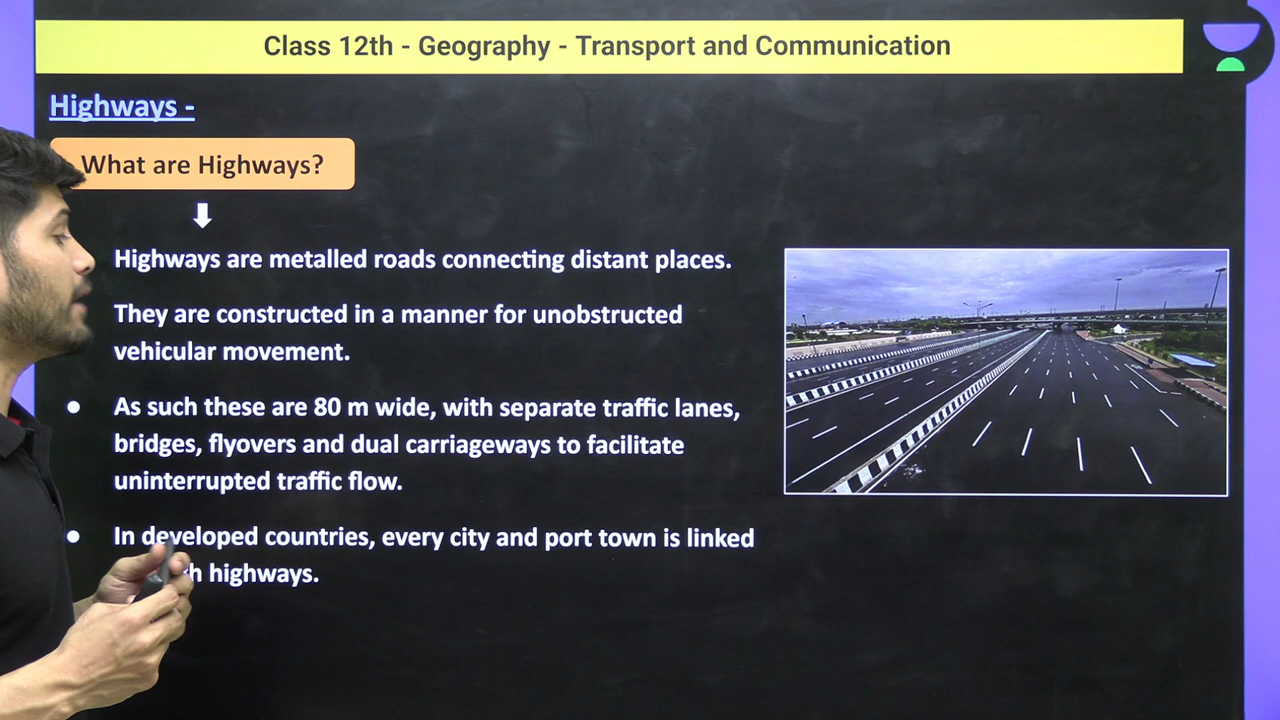 Class 12th - Geography - Transport and Communication
Highways -
What are Highways?
Highways are metalled roads connecting distant places.
They are constructed in a manner for unobstructed
vehicular movement.
As such these are 80 m wide, with separate traffic lanes,
bridges, flyovers and dual carriageways to facilitate
uninterrupted traffic flow.
In developed countries, every city and port town is linked
highways.